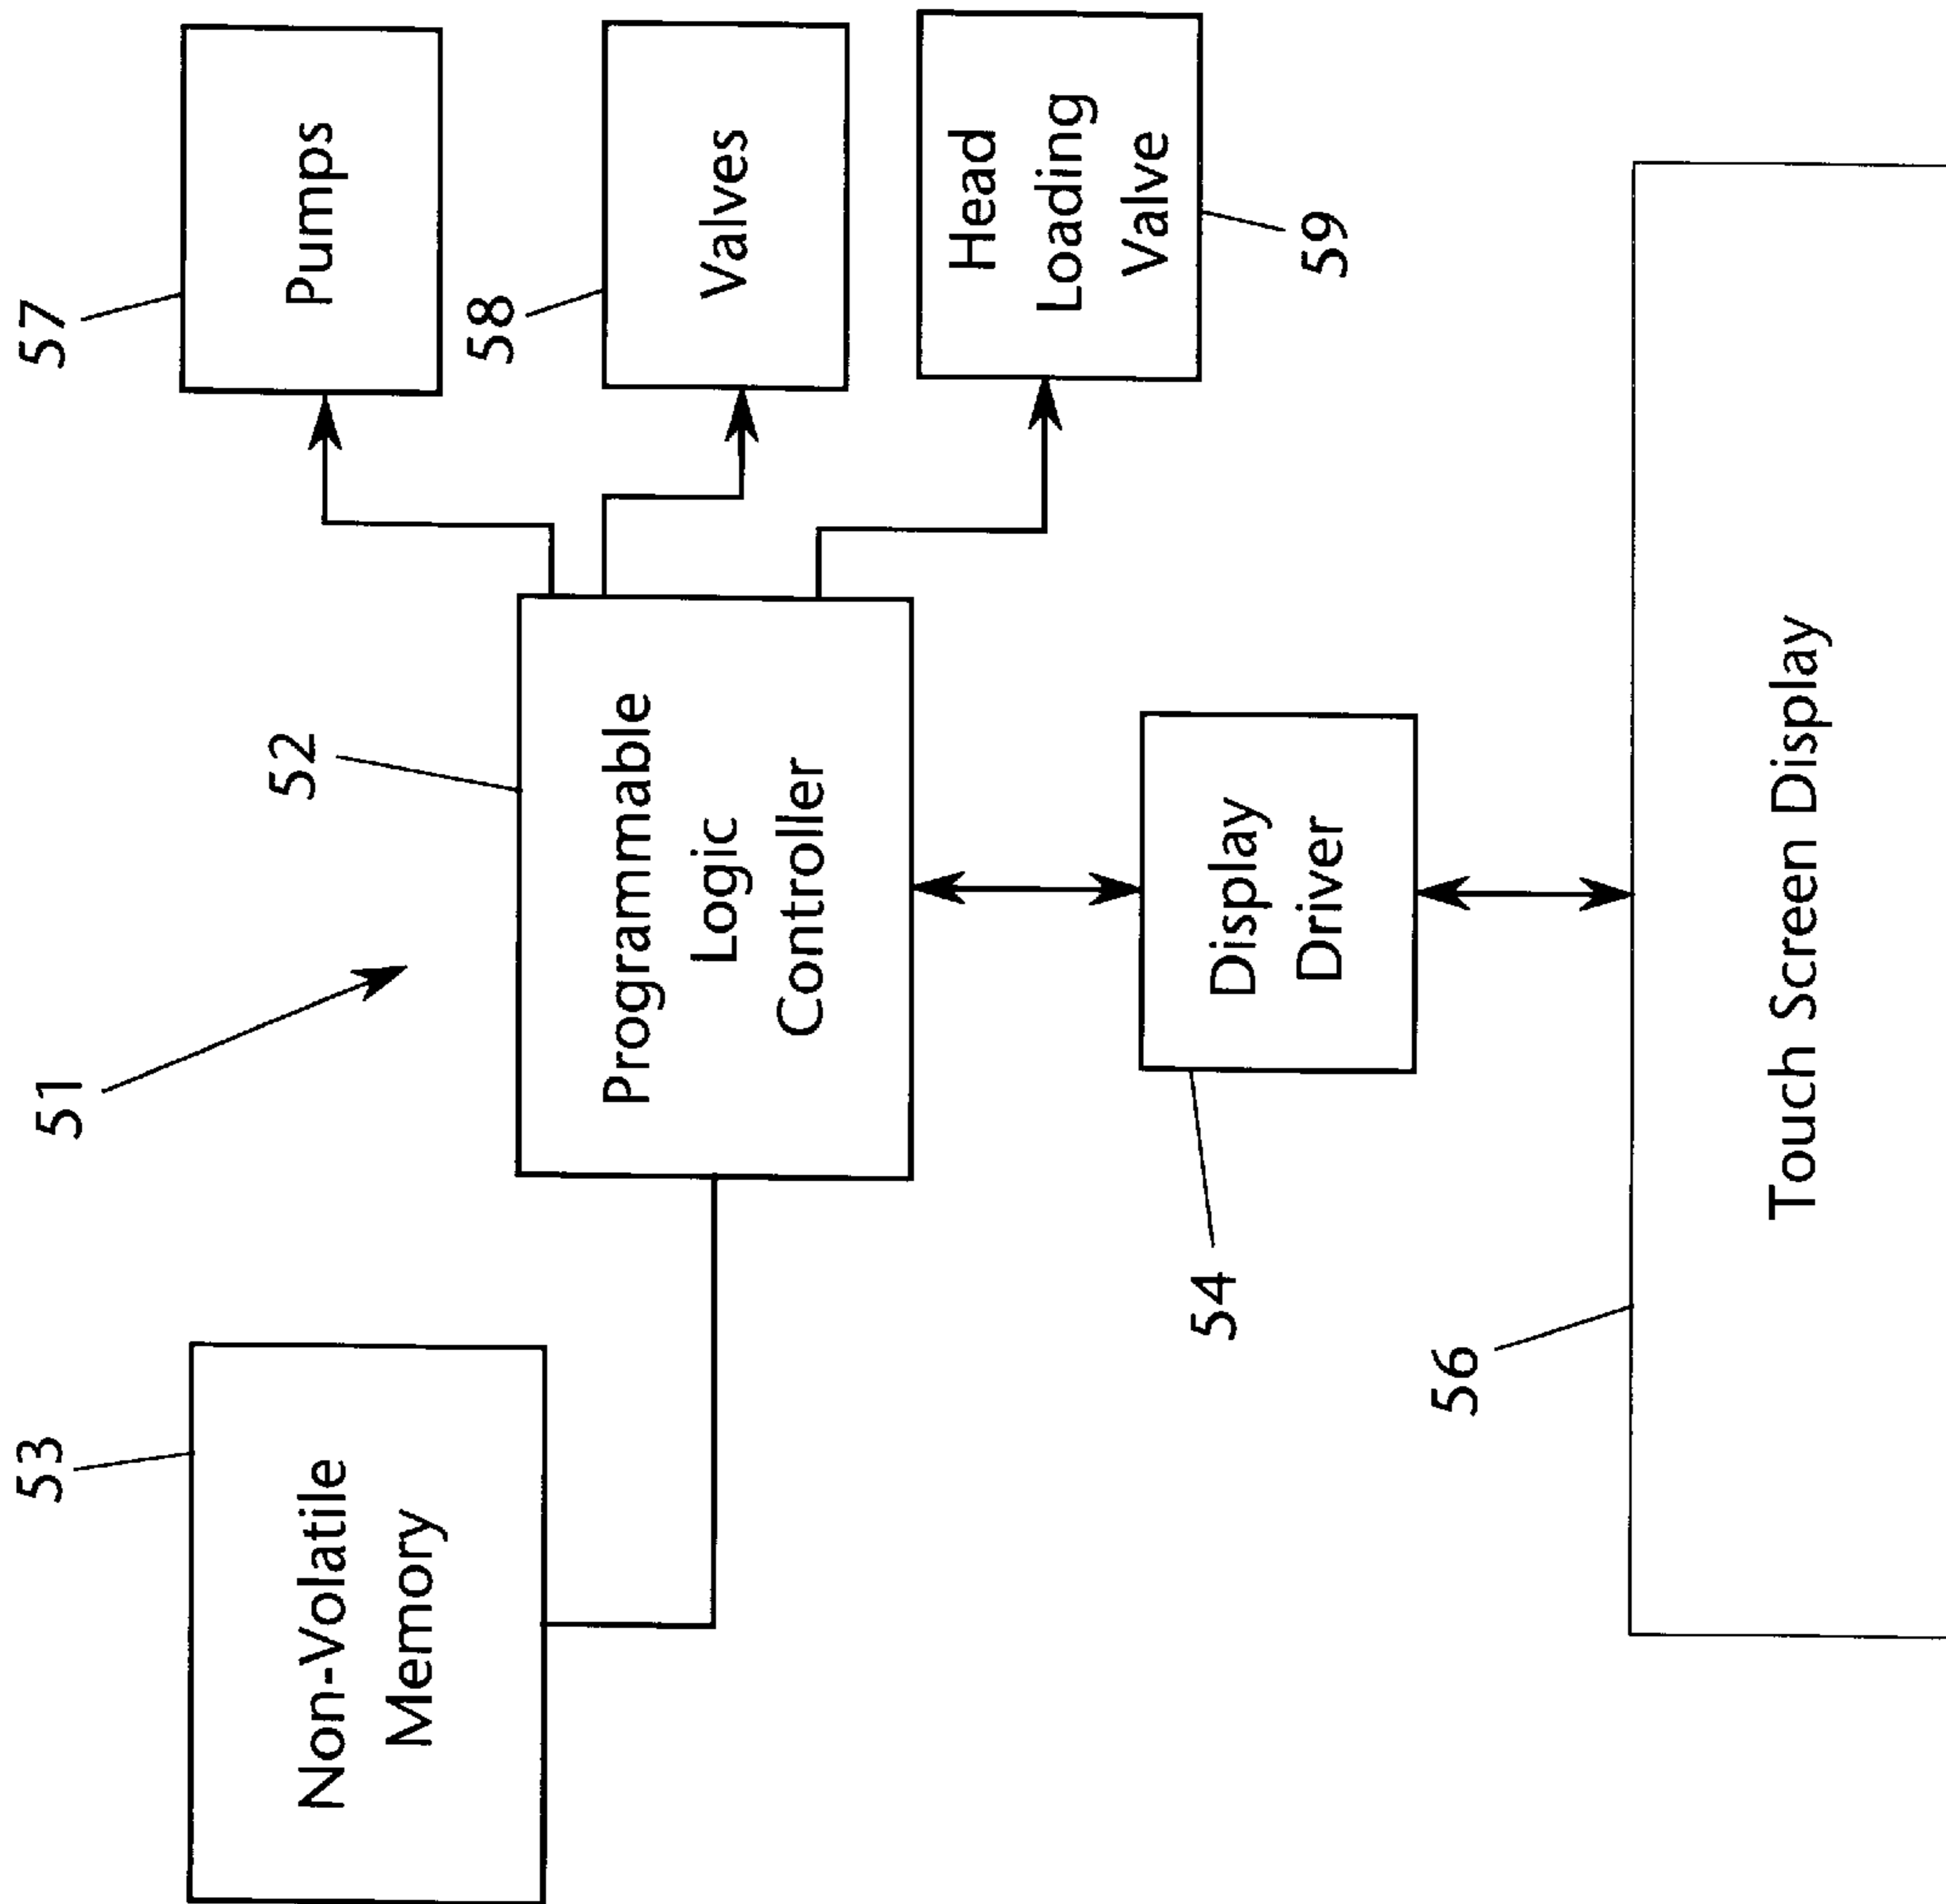 51
53
Non-Volatile
Memory
52
Programmable
Logic
Controller
57
Pumps
58
Valves
Head
Loading
Valve
59
54
Display
Driver
56
Touch Screen Display